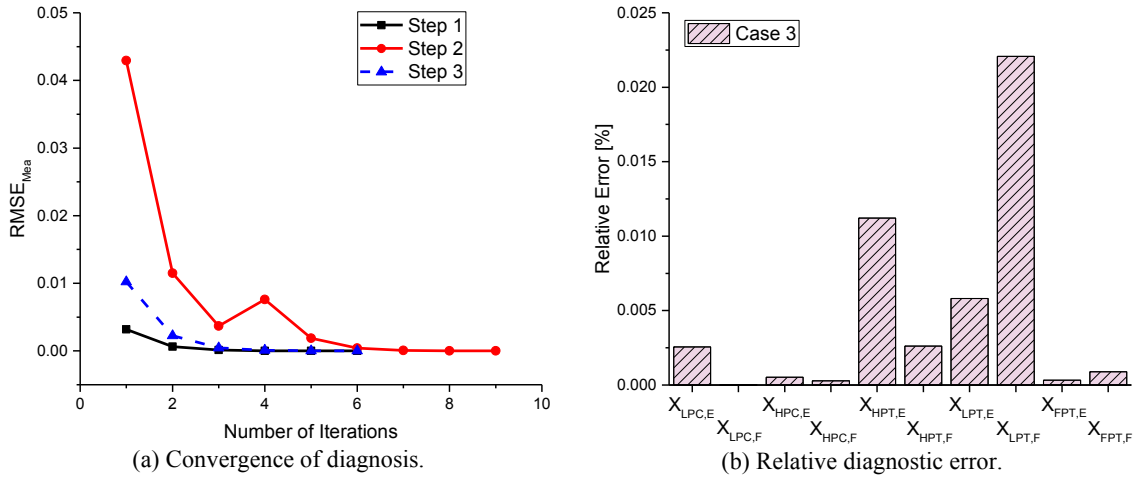 0.05
0.04
0.03
0.02
0.01
0.00
RMSE_Mea
0 2 4 6 8 10
Number of Iterations
Step 1
Step 2
Step 3
(a) Convergence of diagnosis.
0.025
0.020
0.015
0.010
0.005
0.000
Relative Error [%]
Case 3
X_LPC,E X_HPC,E X_HPT,E X_LPT,E X_FPT,E
X_LPC,F X_HPC,F X_HPT,F X_LPT,F X_FPT,F
(b) Relative diagnostic error.